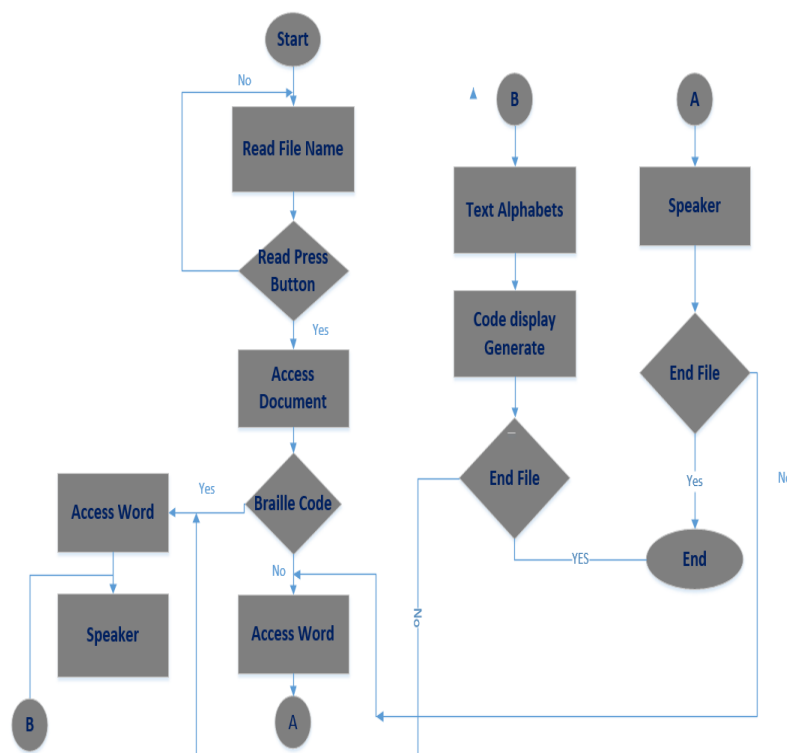 Start
No
Read File Name
Read Press
Button
Yes
Access
Document
Braille Code
Yes
Access Word
Speaker
B
No
Access Word
A
B
Text Alphabets
Code display
Generate
End File
No
YES
A
Speaker
End File
Yes
End